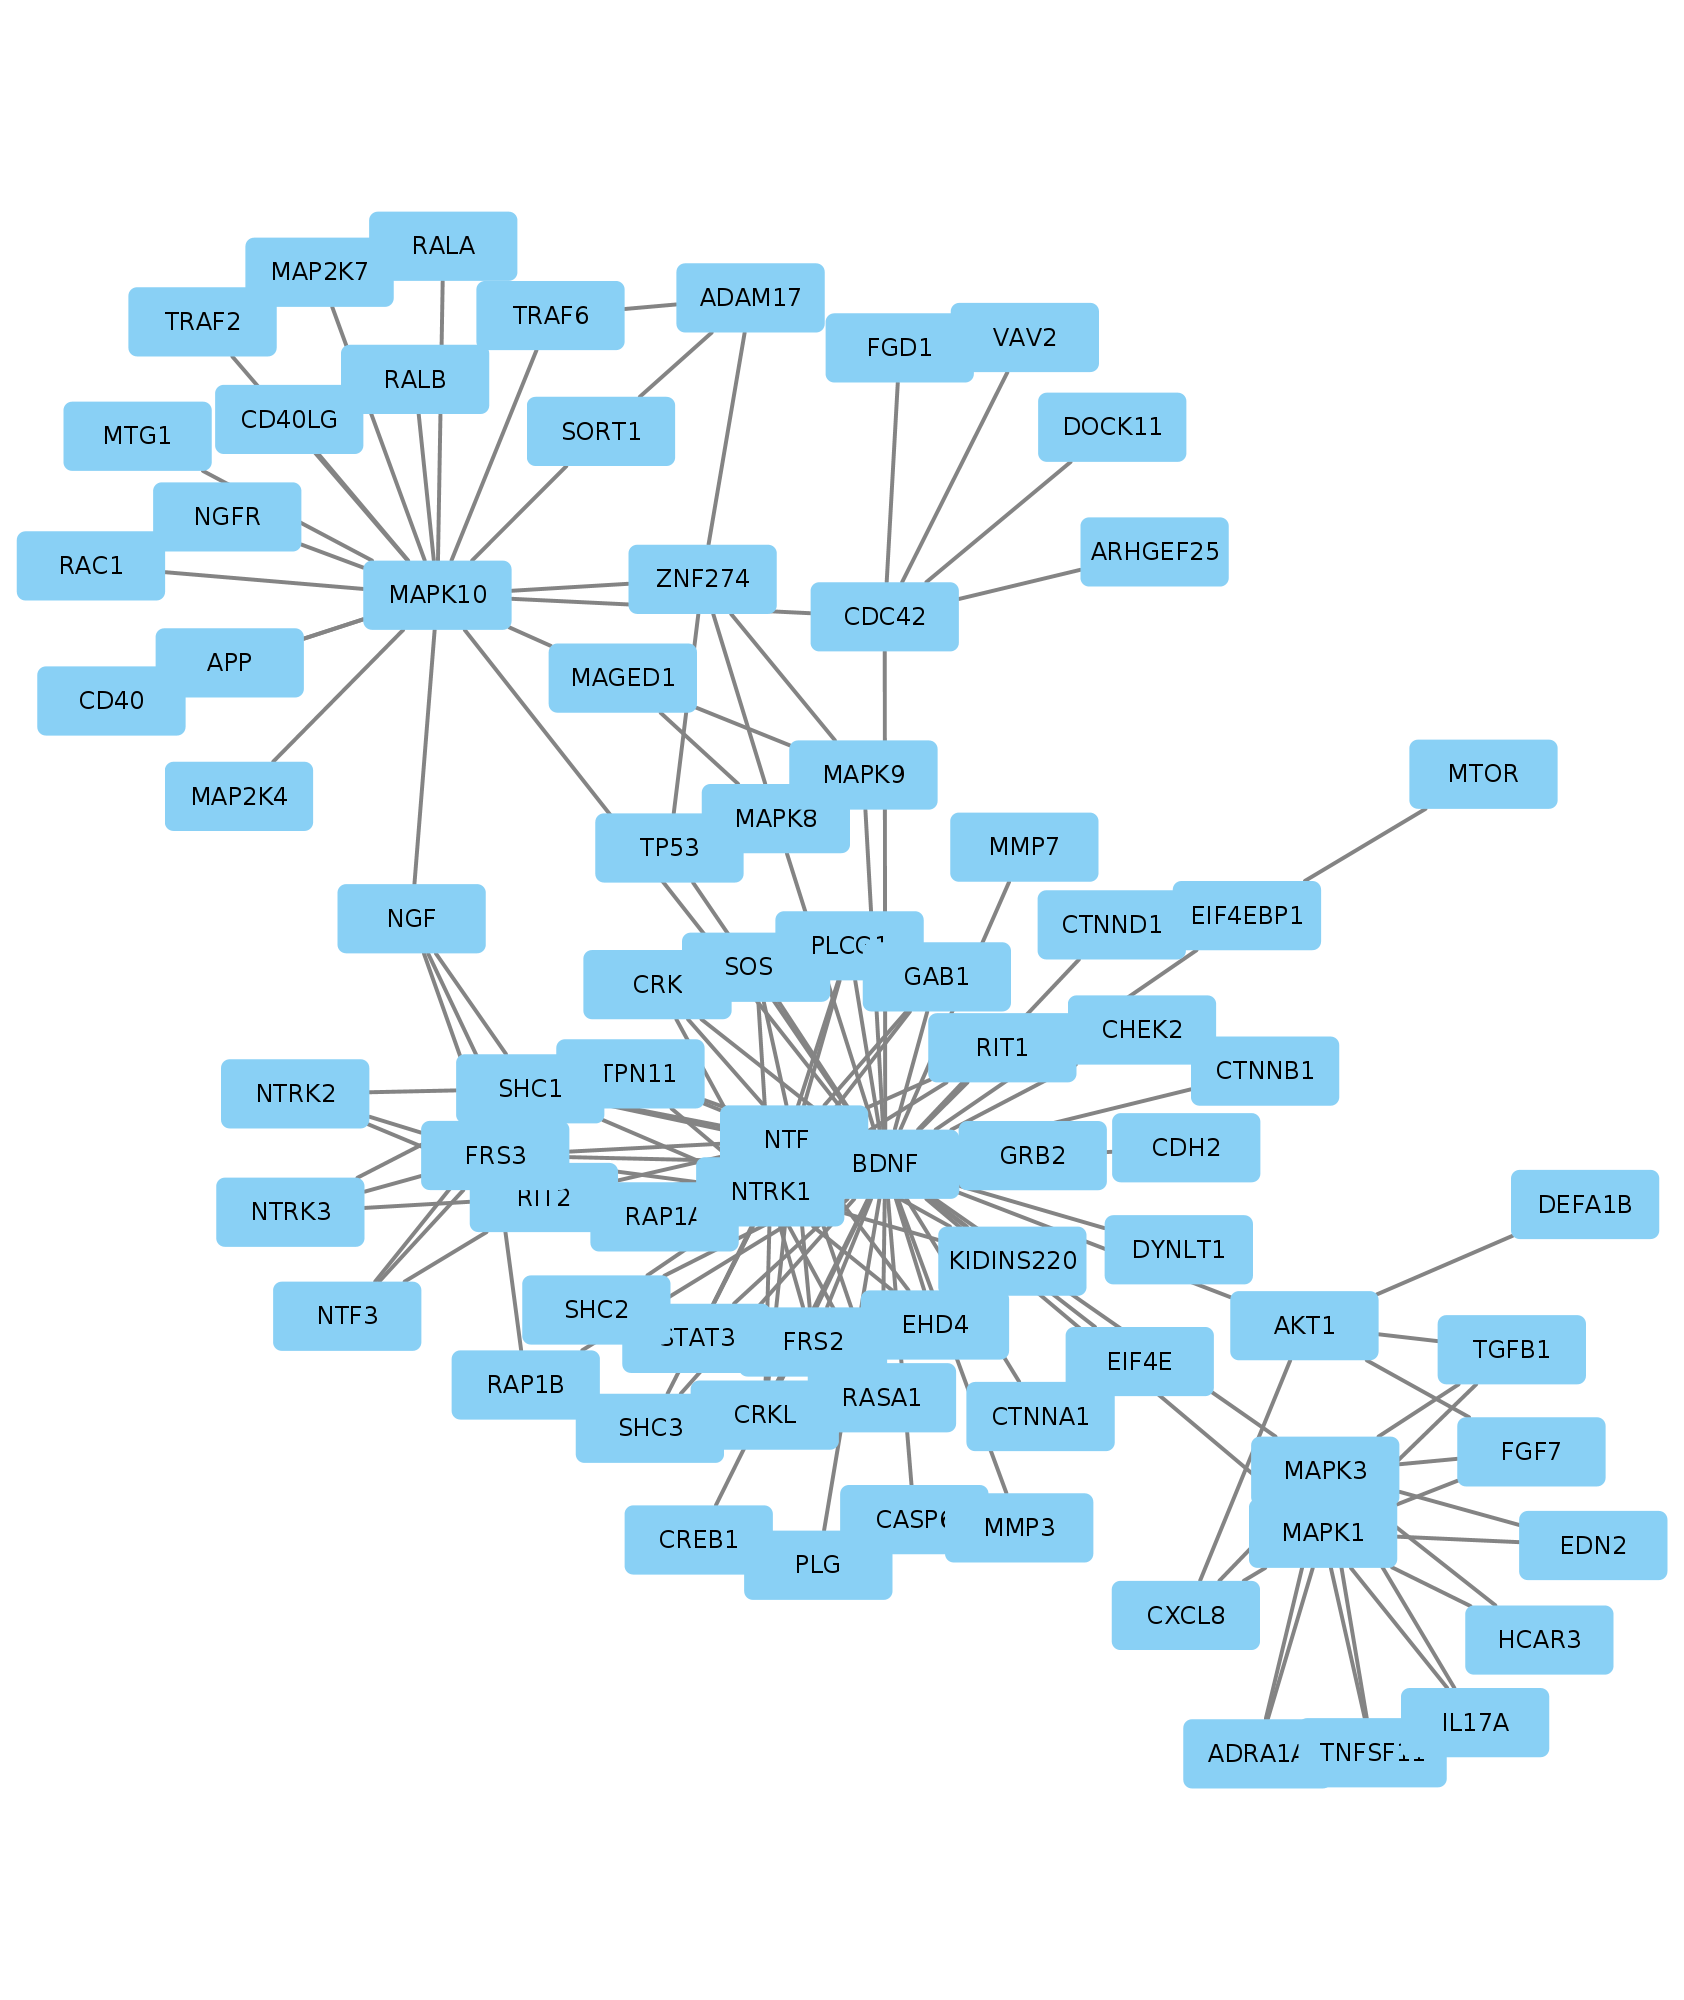 RALA
MAP2K7
ADAM17
TRAF2
TRAF6
VAV2
FGD1
RALB
CD40LG
DOCK11
SORT1
MTG1
NGFR
ARHGEF25
RAC1
ZNF274
MAPK10
CDC42
APP
MAGED1
CD40
MAPK9
MTOR
MAP2K4
MAPK8
TP53
MMP7
NGF
EIF4EBP1
CTNND1
SOS
GAB1
CRK
CHEK2
RIT1
CTNNB1
TPN11
SHC1
NTRK2
NTF
CDH2
FRS3
GRB2
BDNF
NTRK1
RIT2
DEFA1B
NTRK3
RAP1A
DYNLT1
KIDINS220
SHC2
NTF3
EHD4
AKT1
STAT3
FRS2
TGFB1
EIF4E
RAP1B
RASA1
CRKL
CTNNA1
SHC3
FGF7
MAPK3
CASP6
MMP3
MAPK1
CREB1
EDN2
PLG
CXCL8
HCAR3
IL17A
ADRA1A
TNFSF11